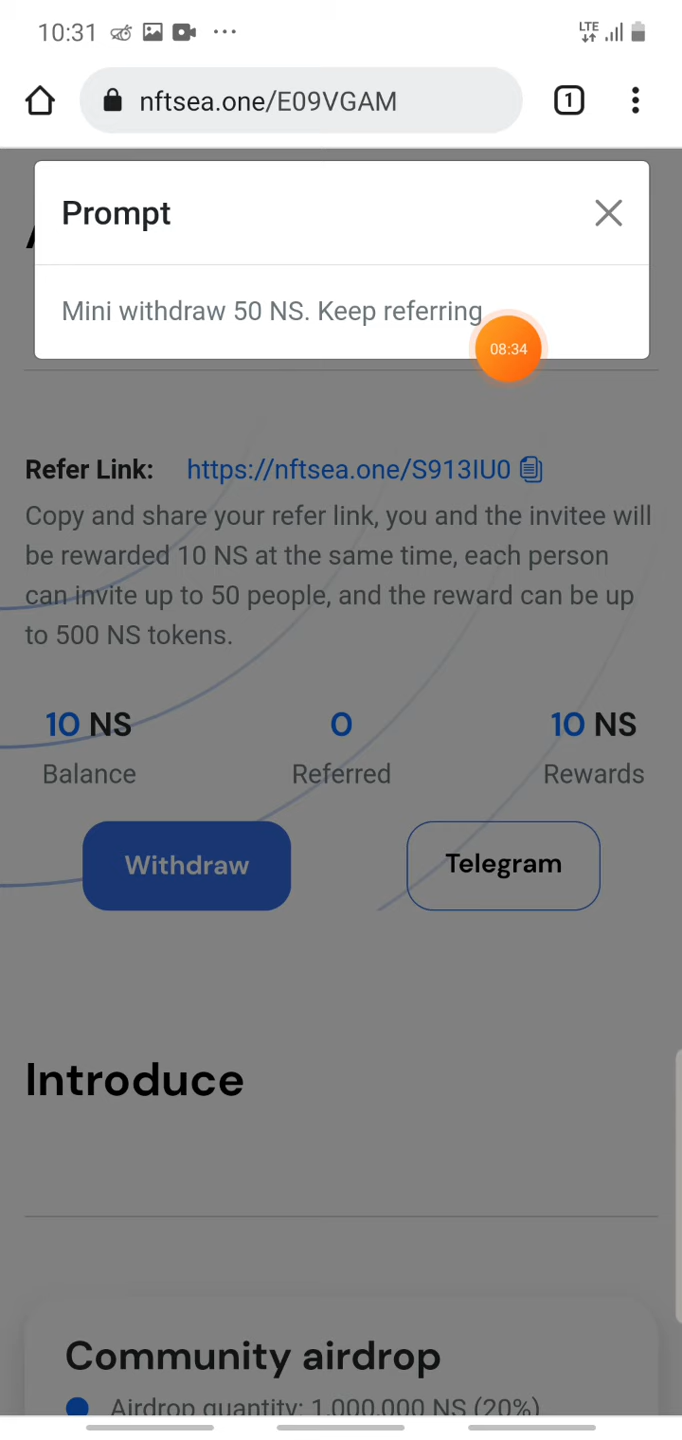 10:31
LTE
nftsea.one/E09VGAM
1
Prompt
Mini withdraw 50 NS. Keep referring
08:34
Refer Link: https://nftsea.one/S913IU0
Copy and share your refer link, you and the invitee will
be rewarded 10 NS at the same time, each person
can invite up to 50 people, and the reward can be up
to 500 NS tokens.
10 NS 0 10 NS
Balance Referred Rewards
Withdraw Telegram
Introduce
Community airdrop
Airdrop quantity: 1,000,000 NS (20%)